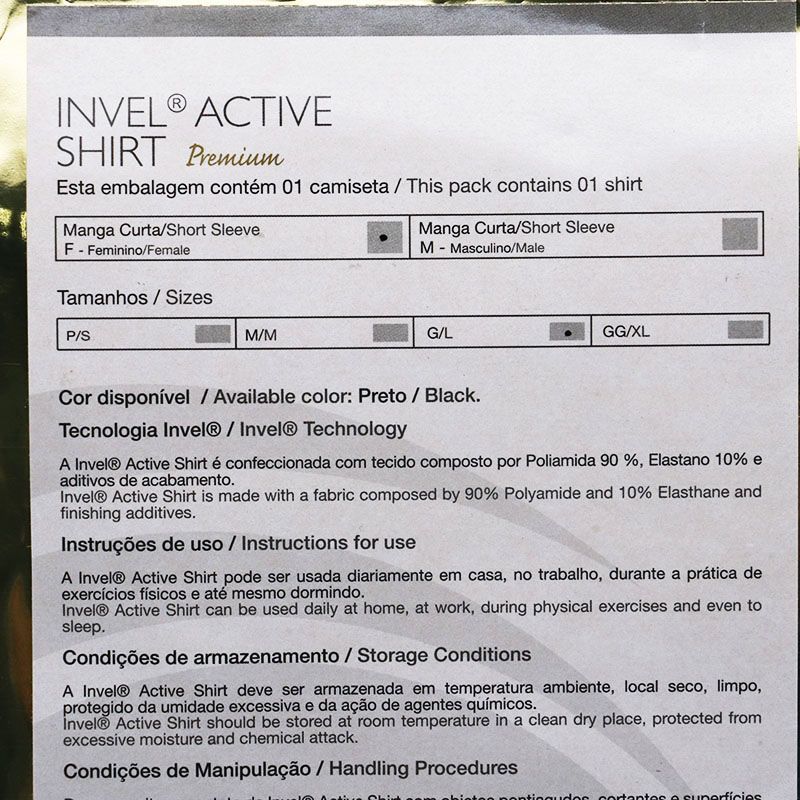 INVEL® ACTIVE
SHIRT Premium
Esta embalagem contém 01 camiseta / This pack contains 01 shirt
Manga Curta/Short Sleeve
F - Feminino/Female
Manga Curta/Short Sleeve
M - Masculino/Male
Tamanhos / Sizes
P/S
M/M
G/L
GG/XL
Cor disponível / Available color: Preto / Black.
Tecnologia Invel® / Invel® Technology
A Invel® Active Shirt é confeccionada com tecido composto por Poliamida 90 %, Elastano 10% e
aditivos de acabamento.
Invel® Active Shirt is made with a fabric composed by 90% Polyamide and 10% Elasthane and
finishing additives.
Instruções de uso / Instructions for use
A Invel® Active Shirt pode ser usada diariamente em casa, no trabalho, durante a prática de
exercícios físicos e até mesmo dormindo.
Invel® Active Shirt can be used daily at home, at work, during physical exercises and even to
sleep.
Condições de armazenamento / Storage Conditions
A Invel® Active Shirt deve ser armazenada em temperatura ambiente, local seco, limpo,
protegido da umidade excessiva e da ação de agentes químicos.
Invel® Active Shirt should be stored at room temperature in a clean dry place, protected from
excessive moisture and chemical attack.
Condições de Manipulação / Handling Procedures
Invel® Active Shirt com objetos pontiagudos, cortantes e superfícies